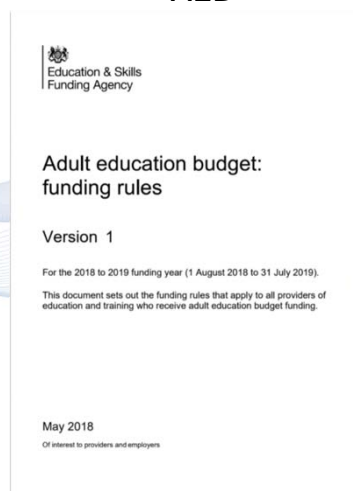 Education & Skills
Funding Agency
Adult education budget:
funding rules
Version 1
For the 2018 to 2019 funding year (1 August 2018 to 31 July 2019).
This document sets out the funding rules that apply to all providers of
education and training who receive adult education budget funding.
May 2018
Of interest to providers and employers